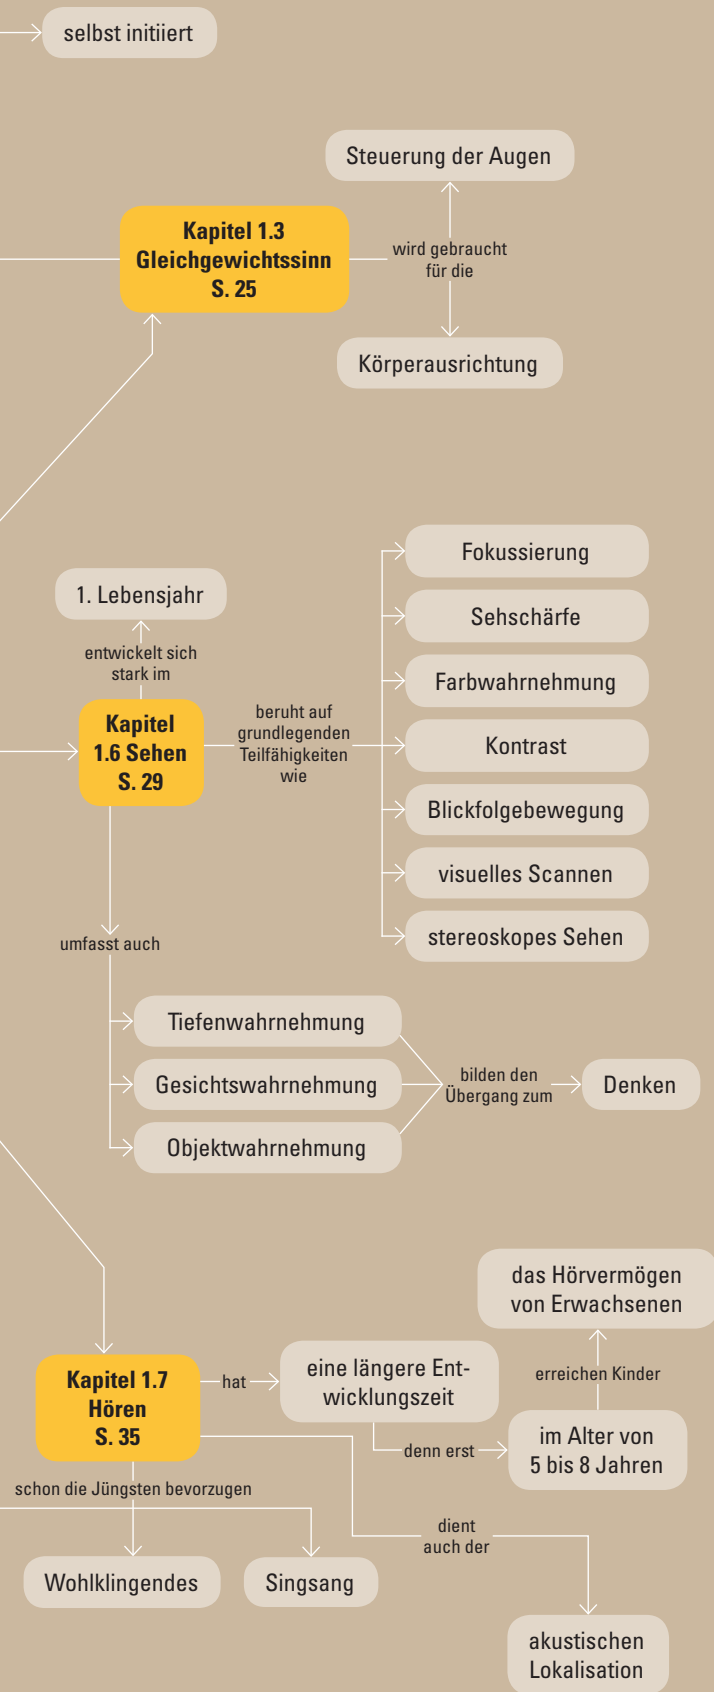 selbst initiiert
Steuerung der Augen
Kapitel 1.3
Gleichgewichtssinn
S. 25
wird gebraucht
für die
Körperausrichtung
1. Lebensjahr
entwickelt sich
stark im
Kapitel
1.6 Sehen
S. 29
beruht auf
grundlegenden
Teilfähigkeiten
wie
Fokussierung
Sehschärfe
Farbwahrnehmung
Kontrast
Blickfolgebewegung
visuelles Scannen
stereoskopes Sehen
umfasst auch
Tiefenwahrnehmung
Gesichtswahrnehmung
Objektwahrnehmung
bilden den
Übergang zum
Denken
das Hörvermögen
von Erwachsenen
erreichen Kinder
Kapitel 1.7
Hören
S. 35
hat
eine längere Ent-
wicklungszeit
denn erst
im Alter von
5 bis 8 Jahren
schon die Jüngsten bevorzugen
dient
auch der
Wohlklingendes
Singsang
akustischen
Lokalisation